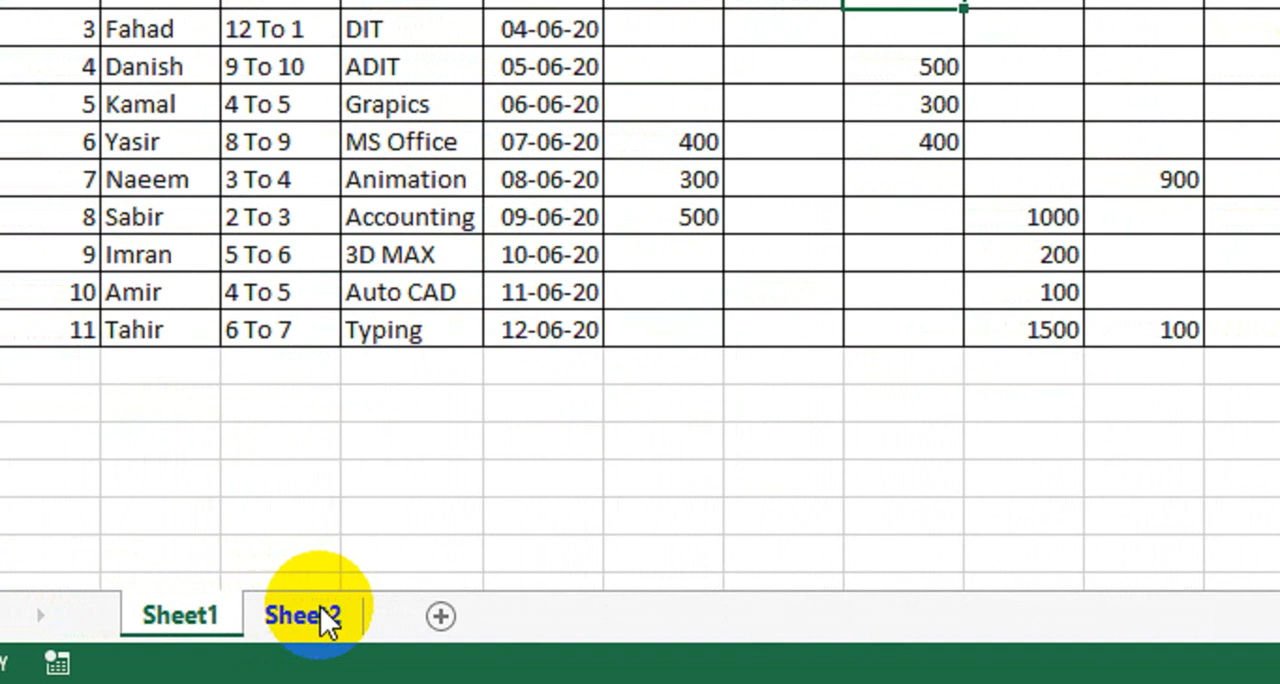 3 Fahad 12 To 1 DIT 04-06-20
4 Danish 9 To 10 ADIT 05-06-20 500
5 Kamal 4 To 5 Grapics 06-06-20 300
6 Yasir 8 To 9 MS Office 07-06-20 400 400
7 Naeem 3 To 4 Animation 08-06-20 300 900
8 Sabir 2 To 3 Accounting 09-06-20 500 1000
9 Imran 5 To 6 3D MAX 10-06-20 200
10 Amir 4 To 5 Auto CAD 11-06-20 100
11 Tahir 6 To 7 Typing 12-06-20 1500 100
Sheet1 Sheet2
Y